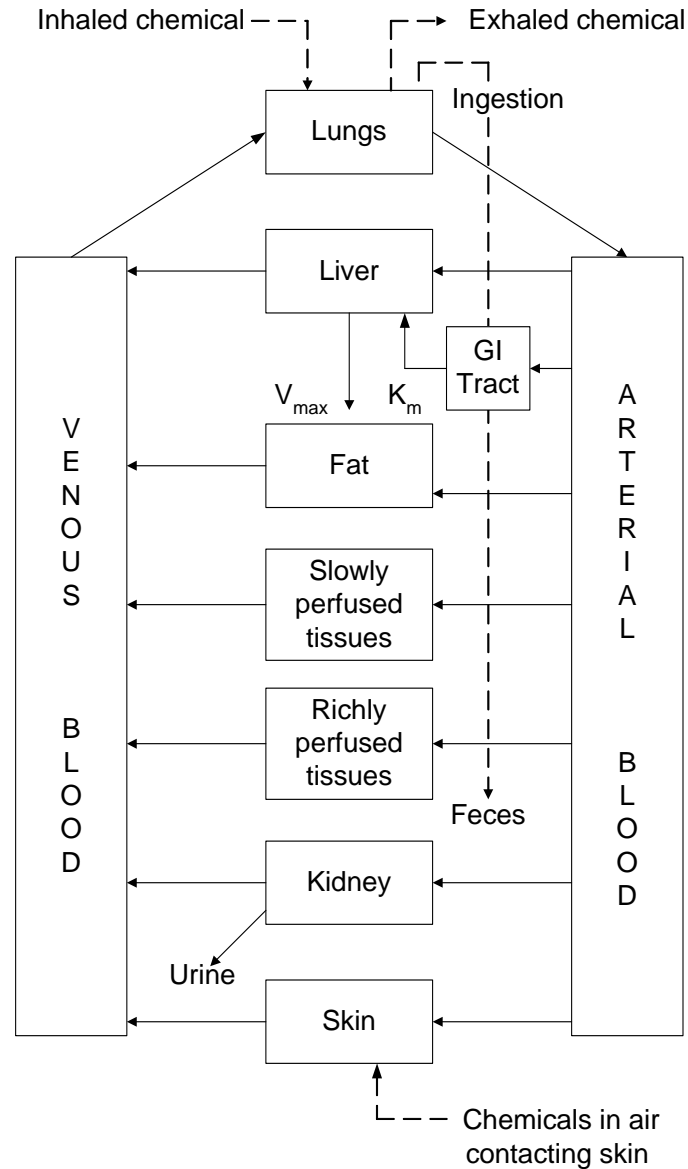 Inhaled chemical
Exhaled chemical
Ingestion
Lungs
Liver
GI
Tract
V
E
N
O
U
S
B
L
O
O
D
A
R
T
E
R
I
A
L
B
L
O
O
D
Vmax
Km
Fat
Slowly
perfused
tissues
Richly
perfused
tissues
Feces
Kidney
Urine
Skin
Chemicals in air
contacting skin